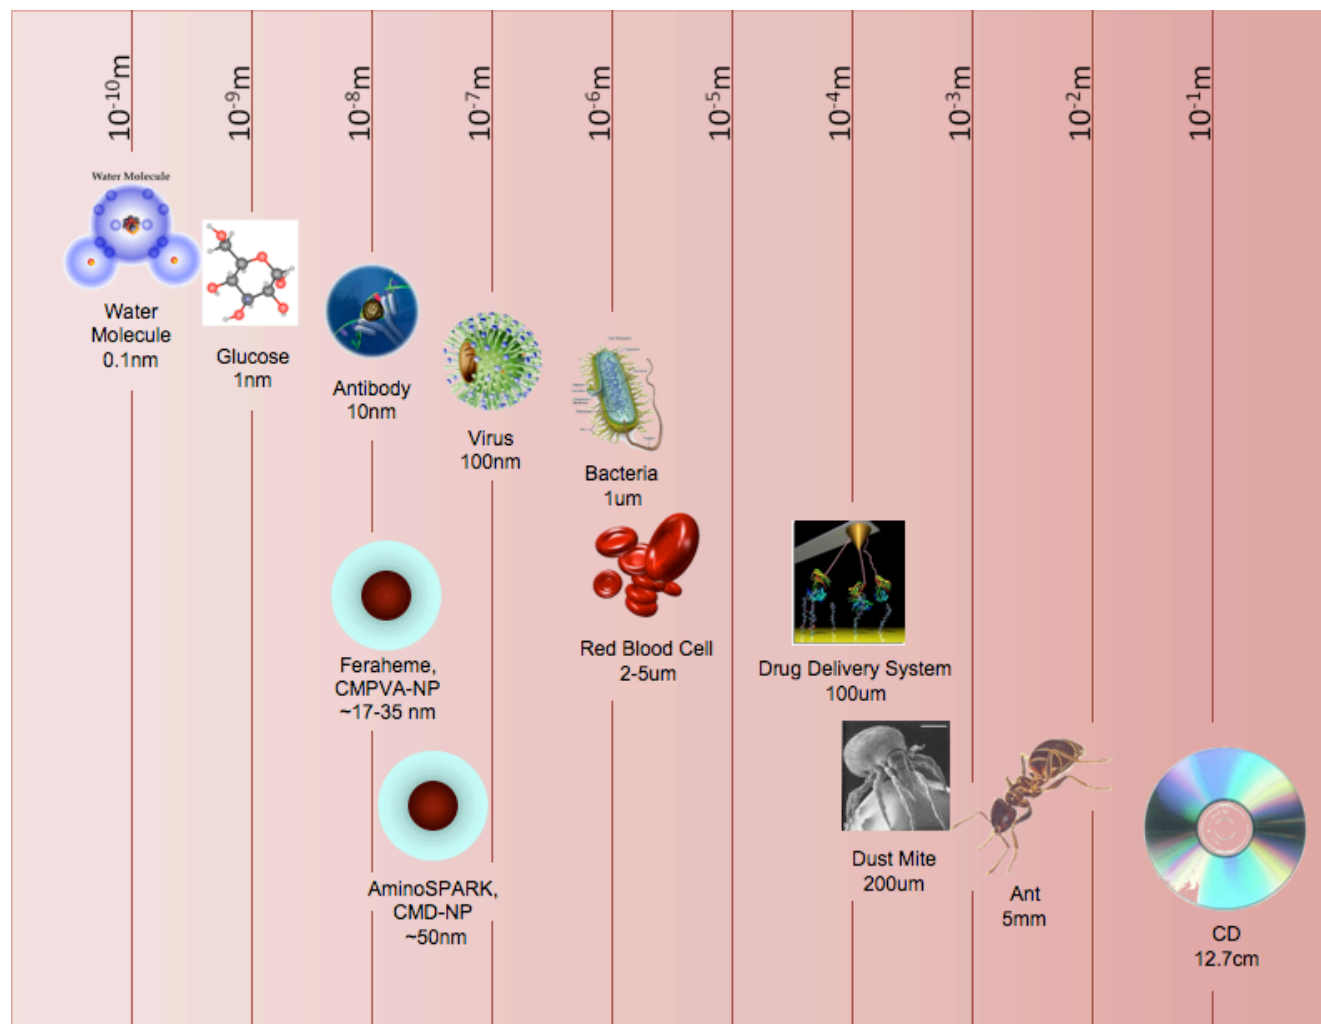 10-10m
10-9m
10-8m
10-7m
10-6m
10-5m
10-4m
10-3m
10-2m
10-1m
Water Molecule
Water
Molecule
0.1nm
Glucose
1nm
Antibody
10nm
Virus
100nm
Bacteria
1um
Red Blood Cell
2-5um
Feraheme,
CMPVA-NP
~17-35 nm
Drug Delivery System
100um
AminoSPARK,
CMD-NP
~50nm
Dust Mite
200um
Ant
5mm
CD
12.7cm